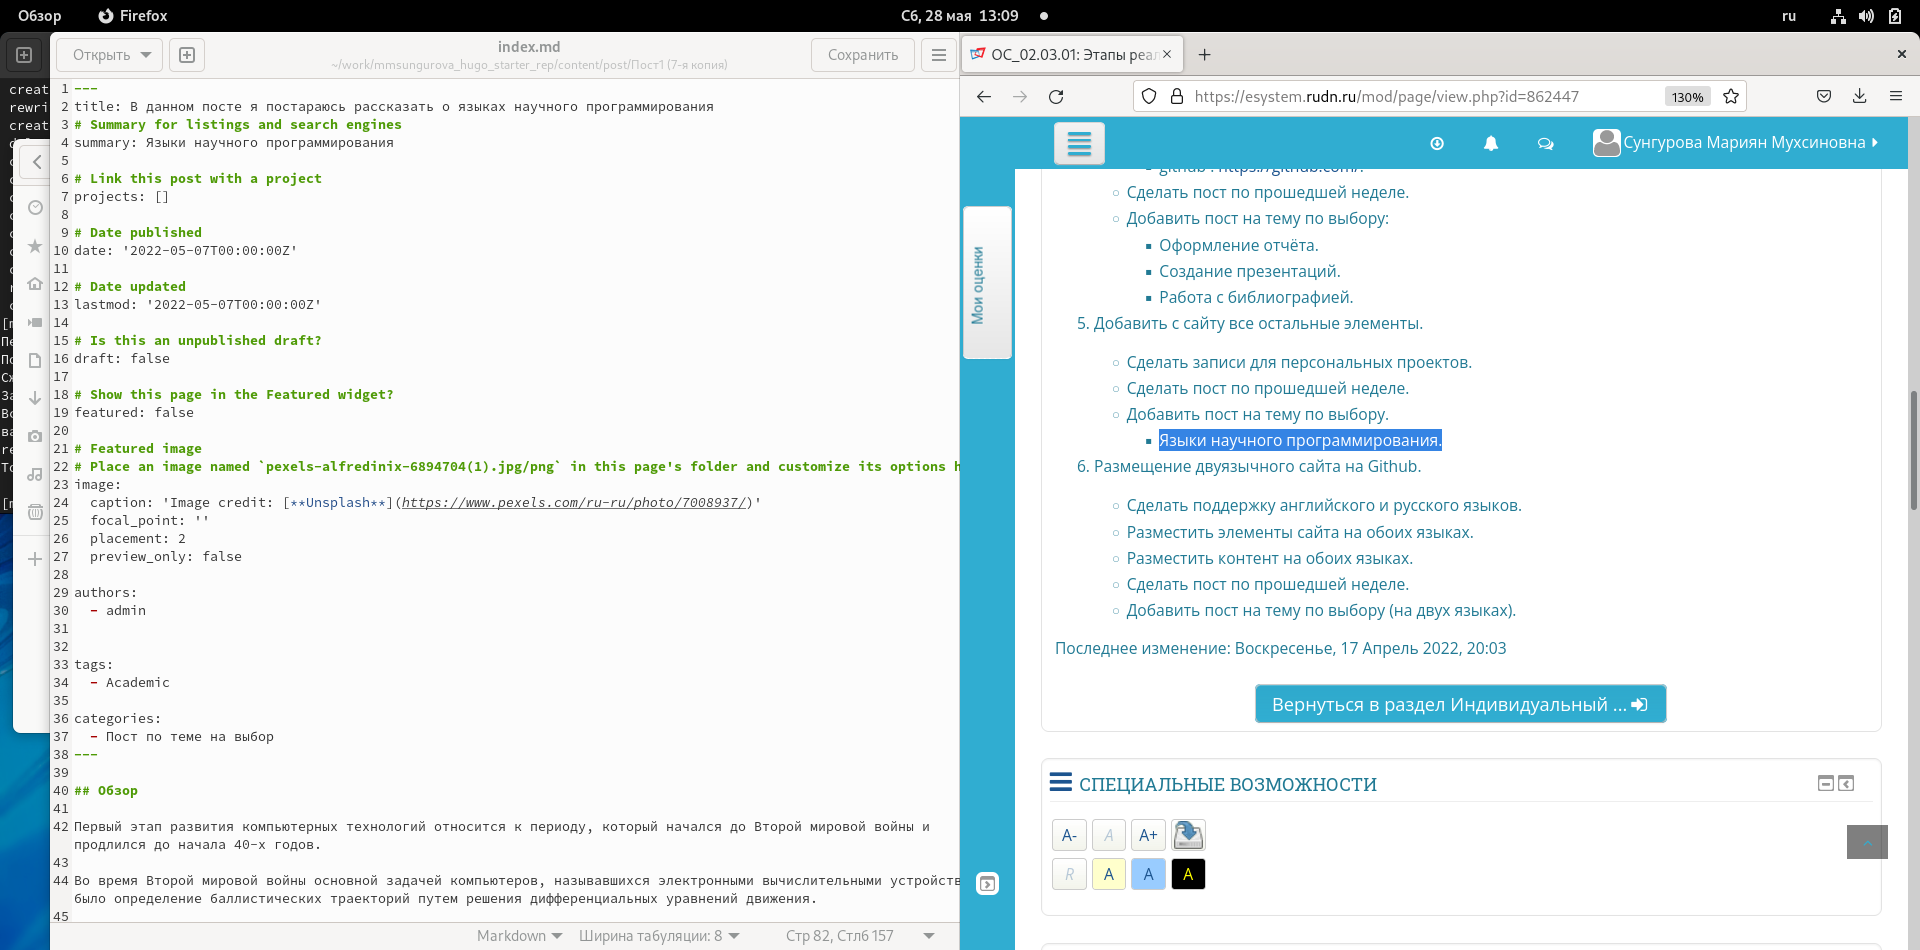 Обзор
Firefox
Сб, 28 мая 13:09
ru
creat
rewri
creat
Открыть
index.md
~/work/mmsungurova_hugo_starter_rep/content/post/Пост1 (7-я копия)
Сохранить
1 ---
2 title: В данном посте я постараюсь рассказать о языках научного программирования
3 # Summary for listings and search engines
4 summary: Языки научного программирования
5
6 # Link this post with a project
7 projects: []
8
9 # Date published
10 date: '2022-05-07T00:00:00Z'
11
12 # Date updated
13 lastmod: '2022-05-07T00:00:00Z'
14
15 # Is this an unpublished draft?
16 draft: false
17
18 # Show this page in the Featured widget?
19 featured: false
20
21 # Featured image
22 # Place an image named `pexels-alfredinix-6894704(1).jpg/png` in this page's folder and customize its options h
23 image:
24   caption: 'Image credit: [**Unsplash**](https://www.pexels.com/ru-ru/photo/7008937/)'
25   focal_point: ''
26   placement: 2
27   preview_only: false
28
29 authors:
30   - admin
31
32
33 tags:
34   - Academic
35
36 categories:
37   - Пост по теме на выбор
38 ---
39
40 ## Обзор
41
42 Первый этап развития компьютерных технологий относится к периоду, который начался до Второй мировой войны и
продлился до начала 40-х годов.
43
44 Во время Второй мировой войны основной задачей компьютеров, называвшихся электронными вычислительными устройств
было определение баллистических траекторий путем решения дифференциальных уравнений движения.
45
Markdown
Ширина табуляции: 8
Стр 82, Стлб 157
ОС_02.03.01: Этапы реал
https://esystem.rudn.ru/mod/page/view.php?id=862447
130%
Сунгурова Мариян Мухсиновна
Мои оценки
github : https://github.com/.
Сделать пост по прошедшей неделе.
Добавить пост на тему по выбору:
Оформление отчёта.
Создание презентаций.
Работа с библиографией.
5. Добавить с сайту все остальные элементы.
Сделать записи для персональных проектов.
Сделать пост по прошедшей неделе.
Добавить пост на тему по выбору.
Языки научного программирования.
6. Размещение двуязычного сайта на Github.
Сделать поддержку английского и русского языков.
Разместить элементы сайта на обоих языках.
Разместить контент на обоих языках.
Сделать пост по прошедшей неделе.
Добавить пост на тему по выбору (на двух языках).
Последнее изменение: Воскресенье, 17 Апрель 2022, 20:03
Вернуться в раздел Индивидуальный ...
СПЕЦИАЛЬНЫЕ ВОЗМОЖНОСТИ
A- A A+
R A A A